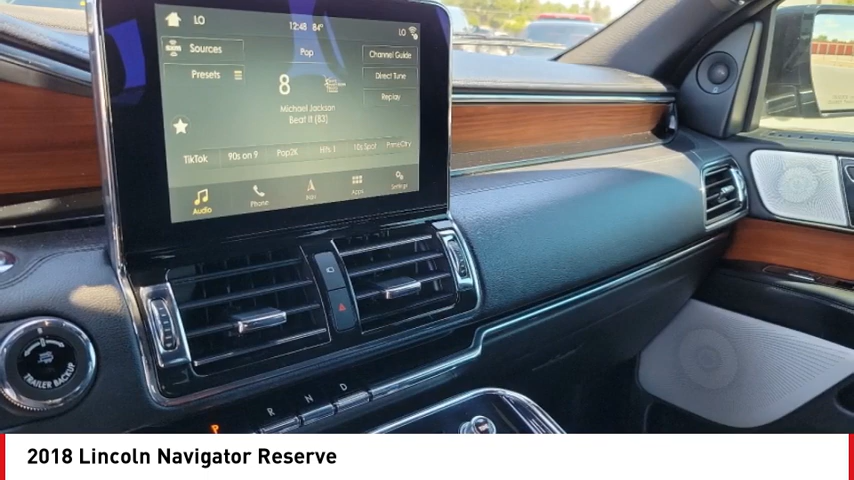 LO
12:48 84°
LO
Sources
Pop
Channel Guide
Presets
Direct Tune
8
Replay
Michael Jackson
Beat It (83)
TikTok
90s on 9
Pop2K
Hits 1
10s Spot
Audio
Phone
Nav
Apps
Settings
TRAILER BACKUP
P
R
N
D
2018 Lincoln Navigator Reserve